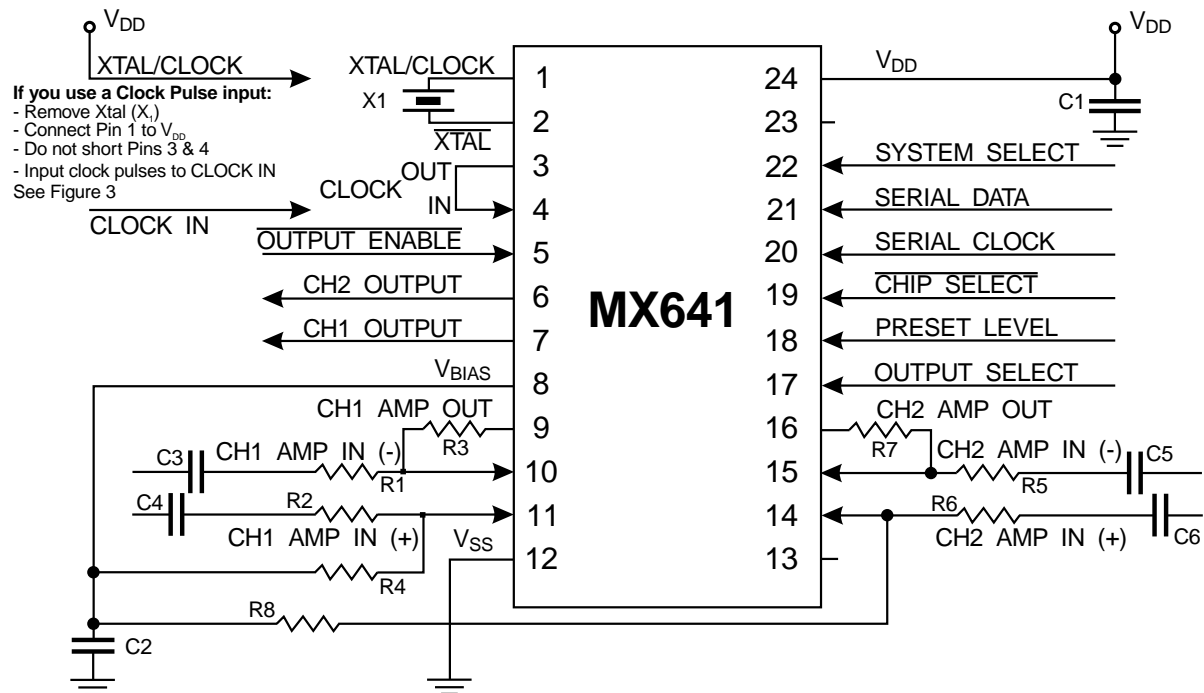 V_DD
XTAL/CLOCK
If you use a Clock Pulse input:
- Remove Xtal (X₁)
- Connect Pin 1 to V_DD
- Do not short Pins 3 & 4
- Input clock pulses to CLOCK IN
See Figure 3
CLOCK IN
XTAL/CLOCK
X1
XTAL
CLOCK
OUT
IN
OUTPUT ENABLE
CH2 OUTPUT
CH1 OUTPUT
V_BIAS
CH1 AMP OUT
R3
C3
CH1 AMP IN (-)
R1
C4
R2
CH1 AMP IN (+)
V_SS
R4
R8
C2
1
2
3
4
5
6
7
8
9
10
11
12
MX641
24
23
22
21
20
19
18
17
16
15
14
13
V_DD
V_DD
C1
SYSTEM SELECT
SERIAL DATA
SERIAL CLOCK
CHIP SELECT
PRESET LEVEL
OUTPUT SELECT
CH2 AMP OUT
R7
CH2 AMP IN (-)
C5
R5
R6
CH2 AMP IN (+)
C6